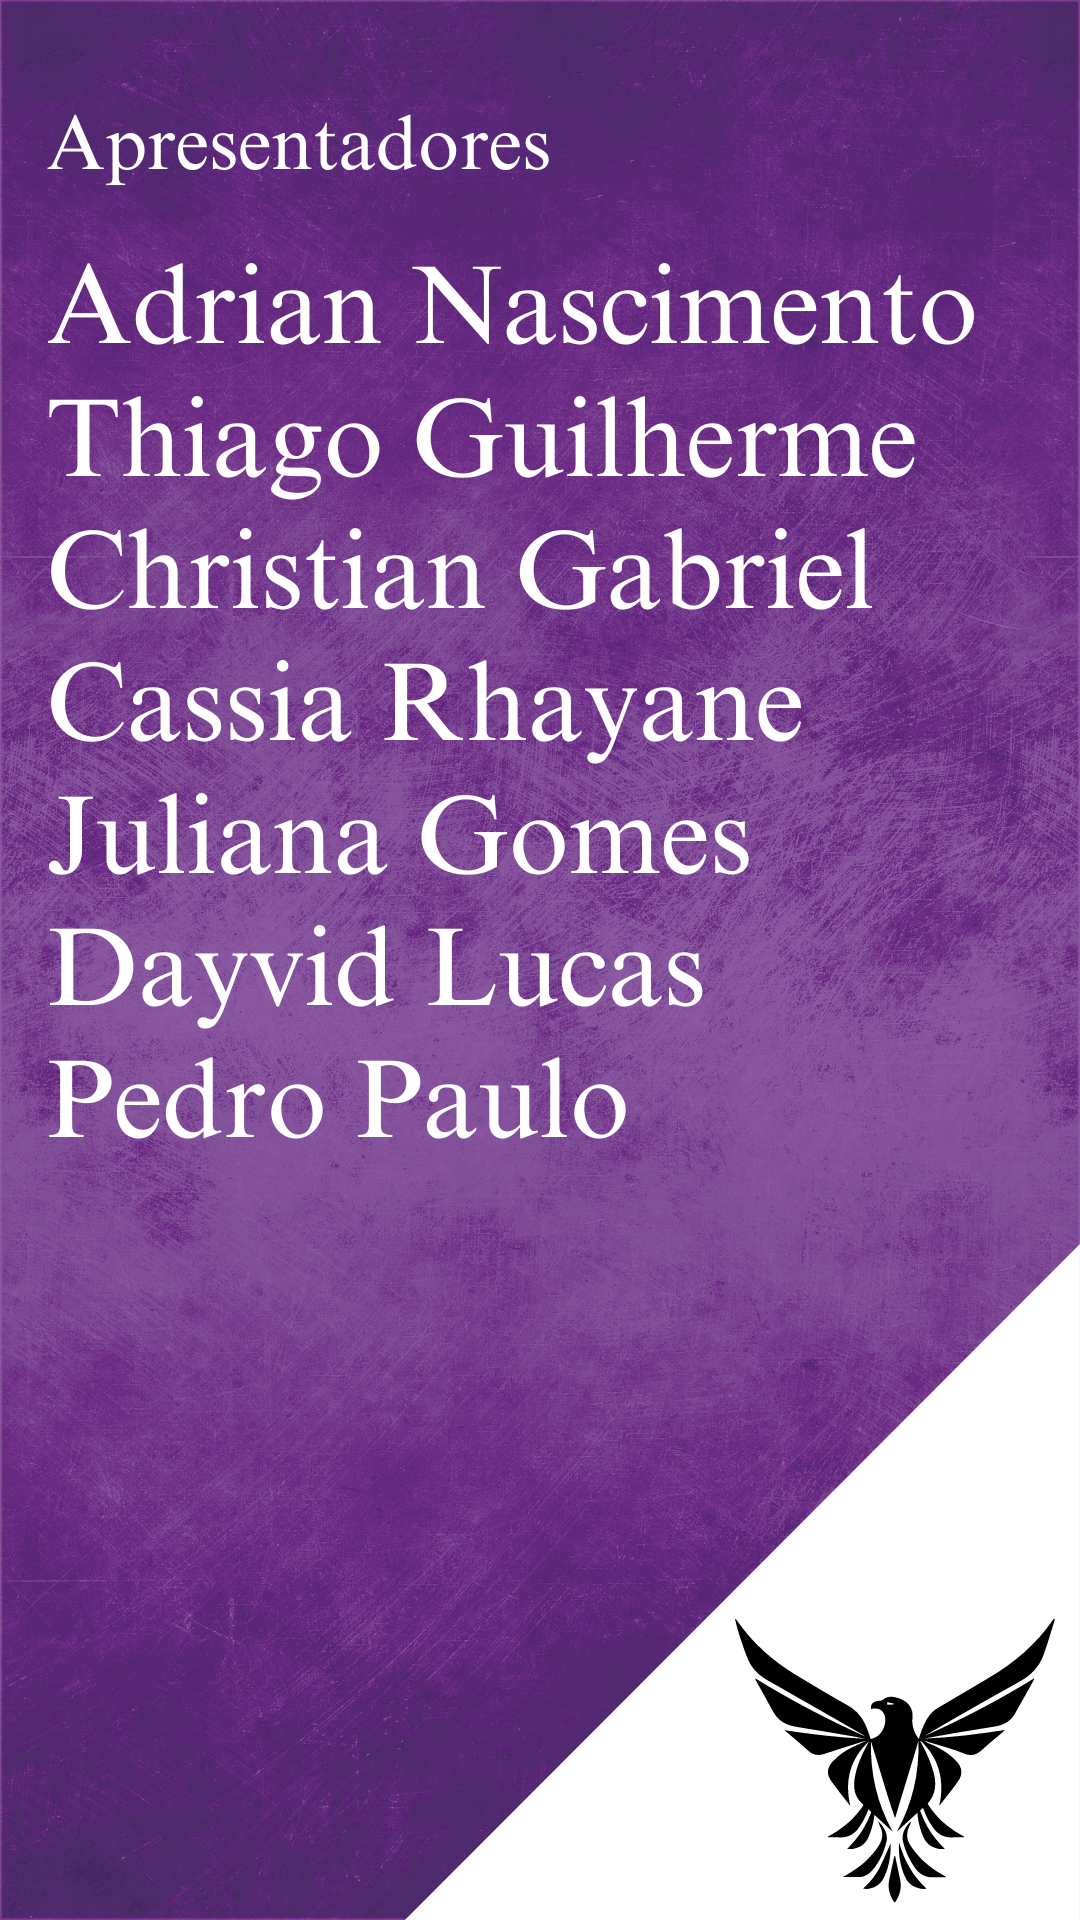 Apresentadores
Adrian Nascimento
Thiago Guilherme
Christian Gabriel
Cassia Rhayane
Juliana Gomes
Dayvid Lucas
Pedro Paulo